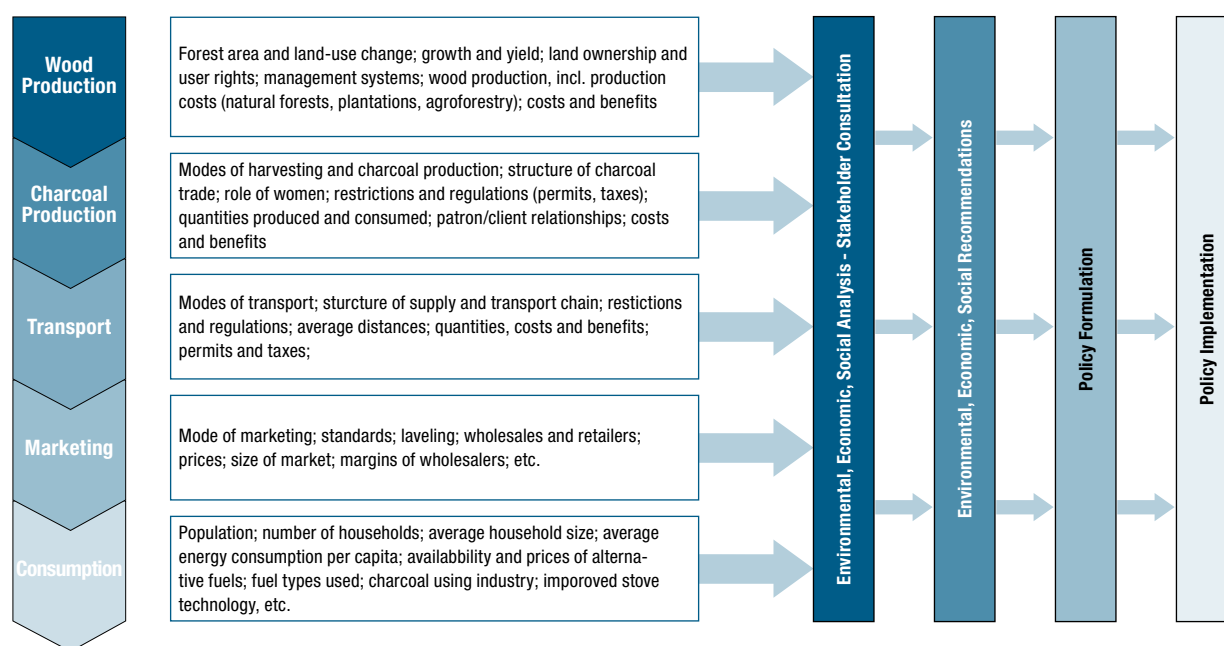 Wood
Production
Forest area and land-use change; growth and yield; land ownership and
user rights; management systems; wood production, incl. production
costs (natural forests, plantations, agroforestry); costs and benefits
Charcoal
Production
Modes of harvesting and charcoal production; structure of charcoal
trade; role of women; restrictions and regulations (permits, taxes);
quantities produced and consumed; patron/client relationships; costs
and benefits
Transport
Modes of transport; sturcture of supply and transport chain; restictions
and regulations; average distances; quantities, costs and benefits;
permits and taxes;
Marketing
Mode of marketing; standards; laveling; wholesales and retailers;
prices; size of market; margins of wholesalers; etc.
Consumption
Population; number of households; average household size; average
energy consumption per capita; availabbility and prices of alterna-
tive fuels; fuel types used; charcoal using industry; imporoved stove
technology, etc.
Environmental, Economic, Social Analysis - Stakeholder Consultation
Environmental, Economic, Social Recommendations
Policy Formulation
Policy Implementation